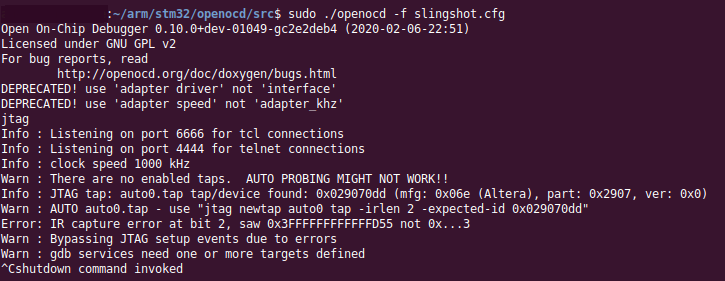 :~/arm/stm32/openocd/src$ sudo ./openocd -f slingshot.cfg
Open On-Chip Debugger 0.10.0+dev-01049-gc2e2deb4 (2020-02-06-22:51)
Licensed under GNU GPL v2
For bug reports, read
        http://openocd.org/doc/doxygen/bugs.html
DEPRECATED! use 'adapter driver' not 'interface'
DEPRECATED! use 'adapter speed' not 'adapter_khz'
jtag
Info : Listening on port 6666 for tcl connections
Info : Listening on port 4444 for telnet connections
Info : clock speed 1000 kHz
Warn : There are no enabled taps.  AUTO PROBING MIGHT NOT WORK!!
Info : JTAG tap: auto0.tap tap/device found: 0x029070dd (mfg: 0x06e (Altera), part: 0x2907, ver: 0x0)
Warn : AUTO auto0.tap - use "jtag newtap auto0 tap -irlen 2 -expected-id 0x029070dd"
Error: IR capture error at bit 2, saw 0x3FFFFFFFFFFFFD55 not 0x...3
Warn : Bypassing JTAG setup events due to errors
Warn : gdb services need one or more targets defined
^Cshutdown command invoked